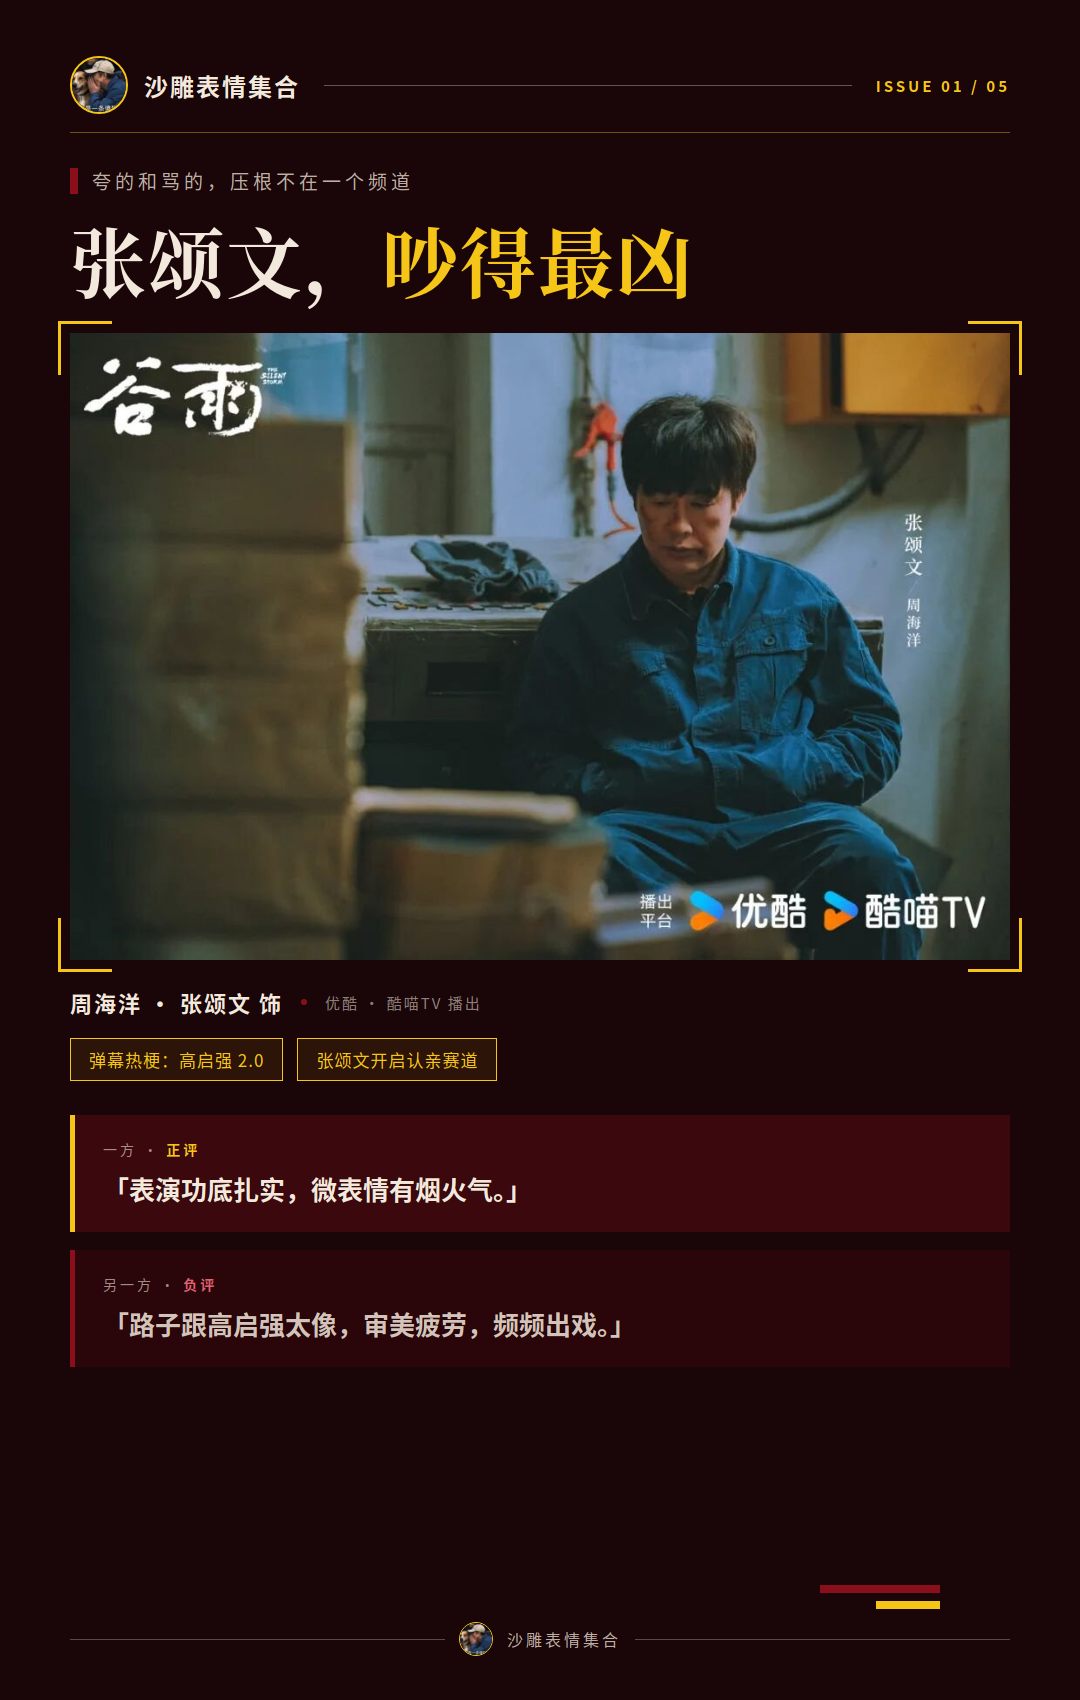 沙雕表情集合
ISSUE 01 / 05
夸的和骂的，压根不在一个频道
张颂文，吵得最凶
谷雨
THE
SILENT
STORM
张颂文 周海洋
播出
平台
优酷 酷喵TV
周海洋 · 张颂文 饰 • 优酷 · 酷喵TV 播出
弹幕热梗：高启强 2.0
张颂文开启认亲赛道
一方 · 正评
「表演功底扎实，微表情有烟火气。」
另一方 · 负评
「路子跟高启强太像，审美疲劳，频频出戏。」
沙雕表情集合